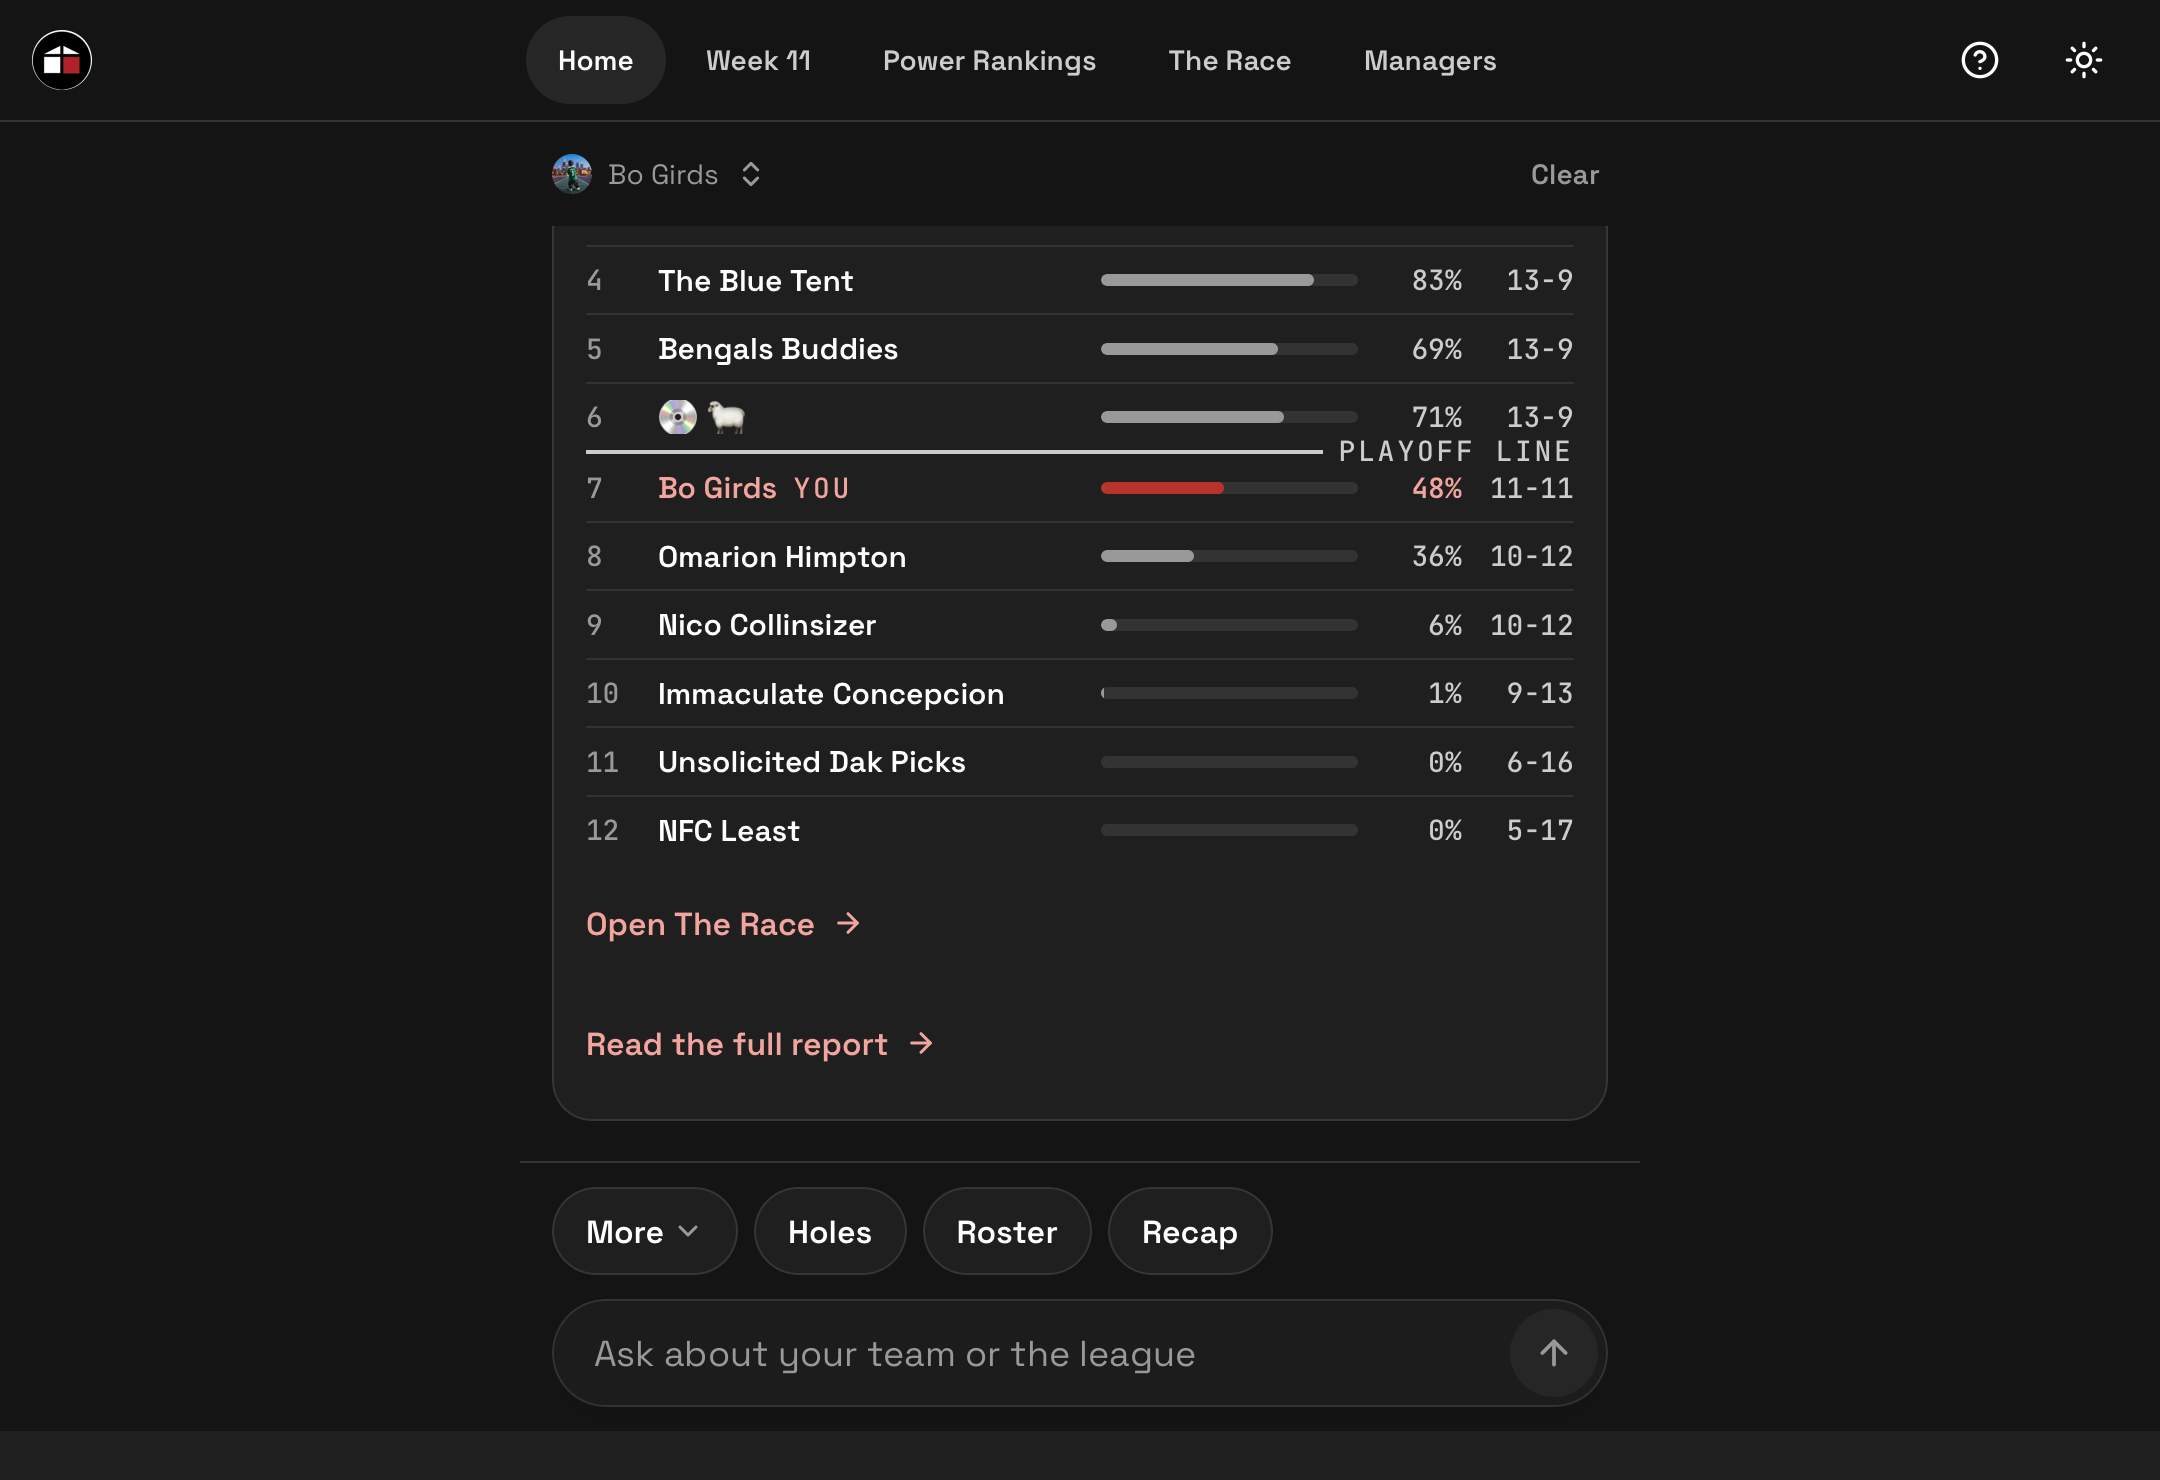 Home Week 11 Power Rankings The Race Managers
Bo Girds Clear
4 The Blue Tent 83% 13-9
5 Bengals Buddies 69% 13-9
6 💿 🐑 71% 13-9
PLAYOFF LINE
7 Bo Girds YOU 48% 11-11
8 Omarion Himpton 36% 10-12
9 Nico Collinsizer 6% 10-12
10 Immaculate Concepcion 1% 9-13
11 Unsolicited Dak Picks 0% 6-16
12 NFC Least 0% 5-17
Open The Race →
Read the full report →
More Holes Roster Recap
Ask about your team or the league